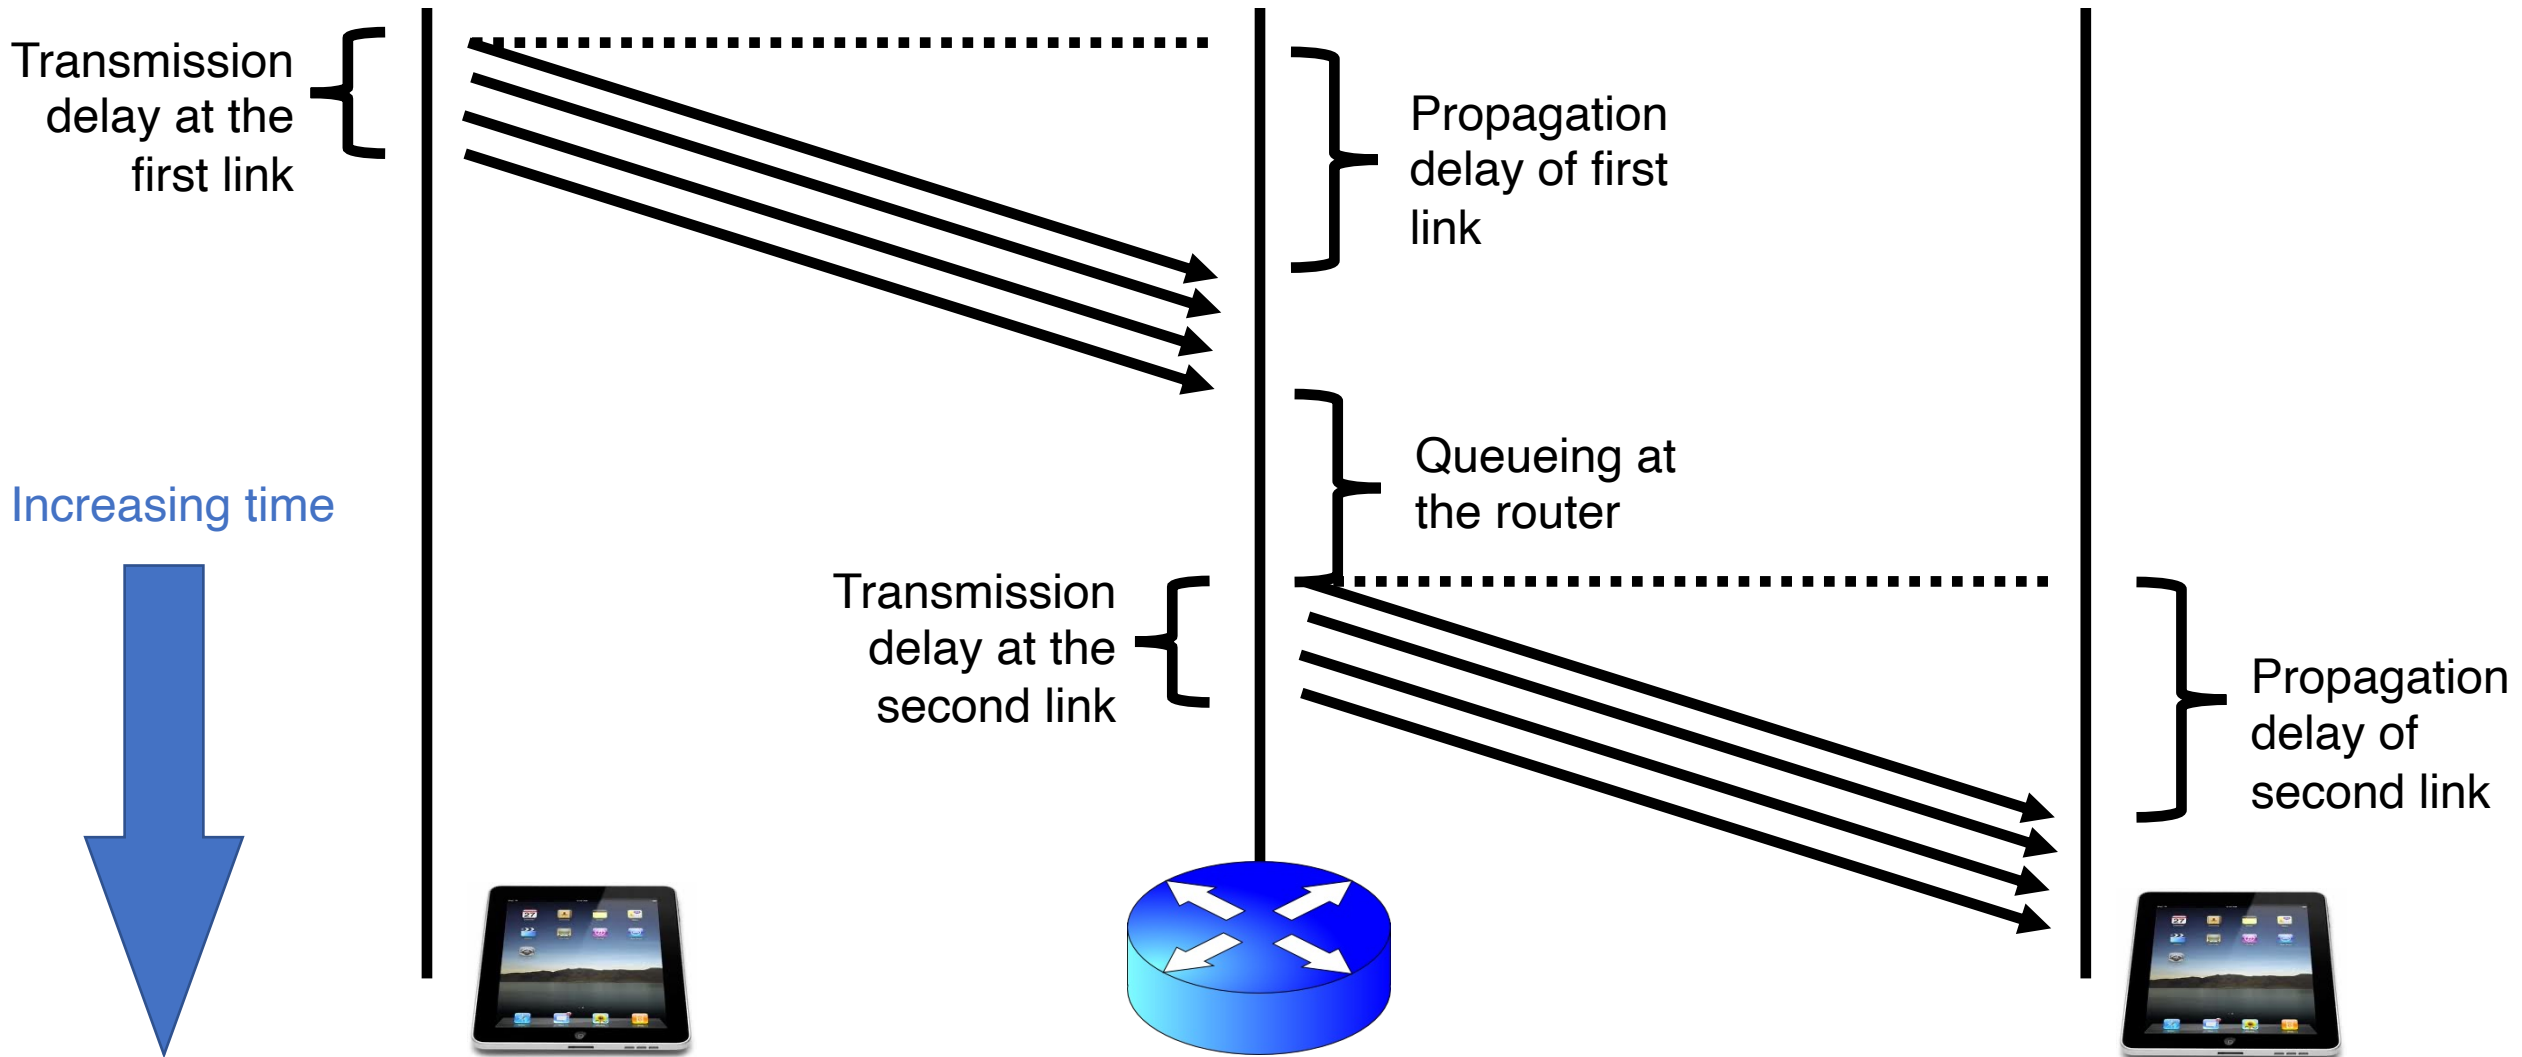 Transmission
delay at the
first link
Propagation
delay of first
link
Queueing at
the router
Increasing time
Transmission
delay at the
second link
Propagation
delay of
second link